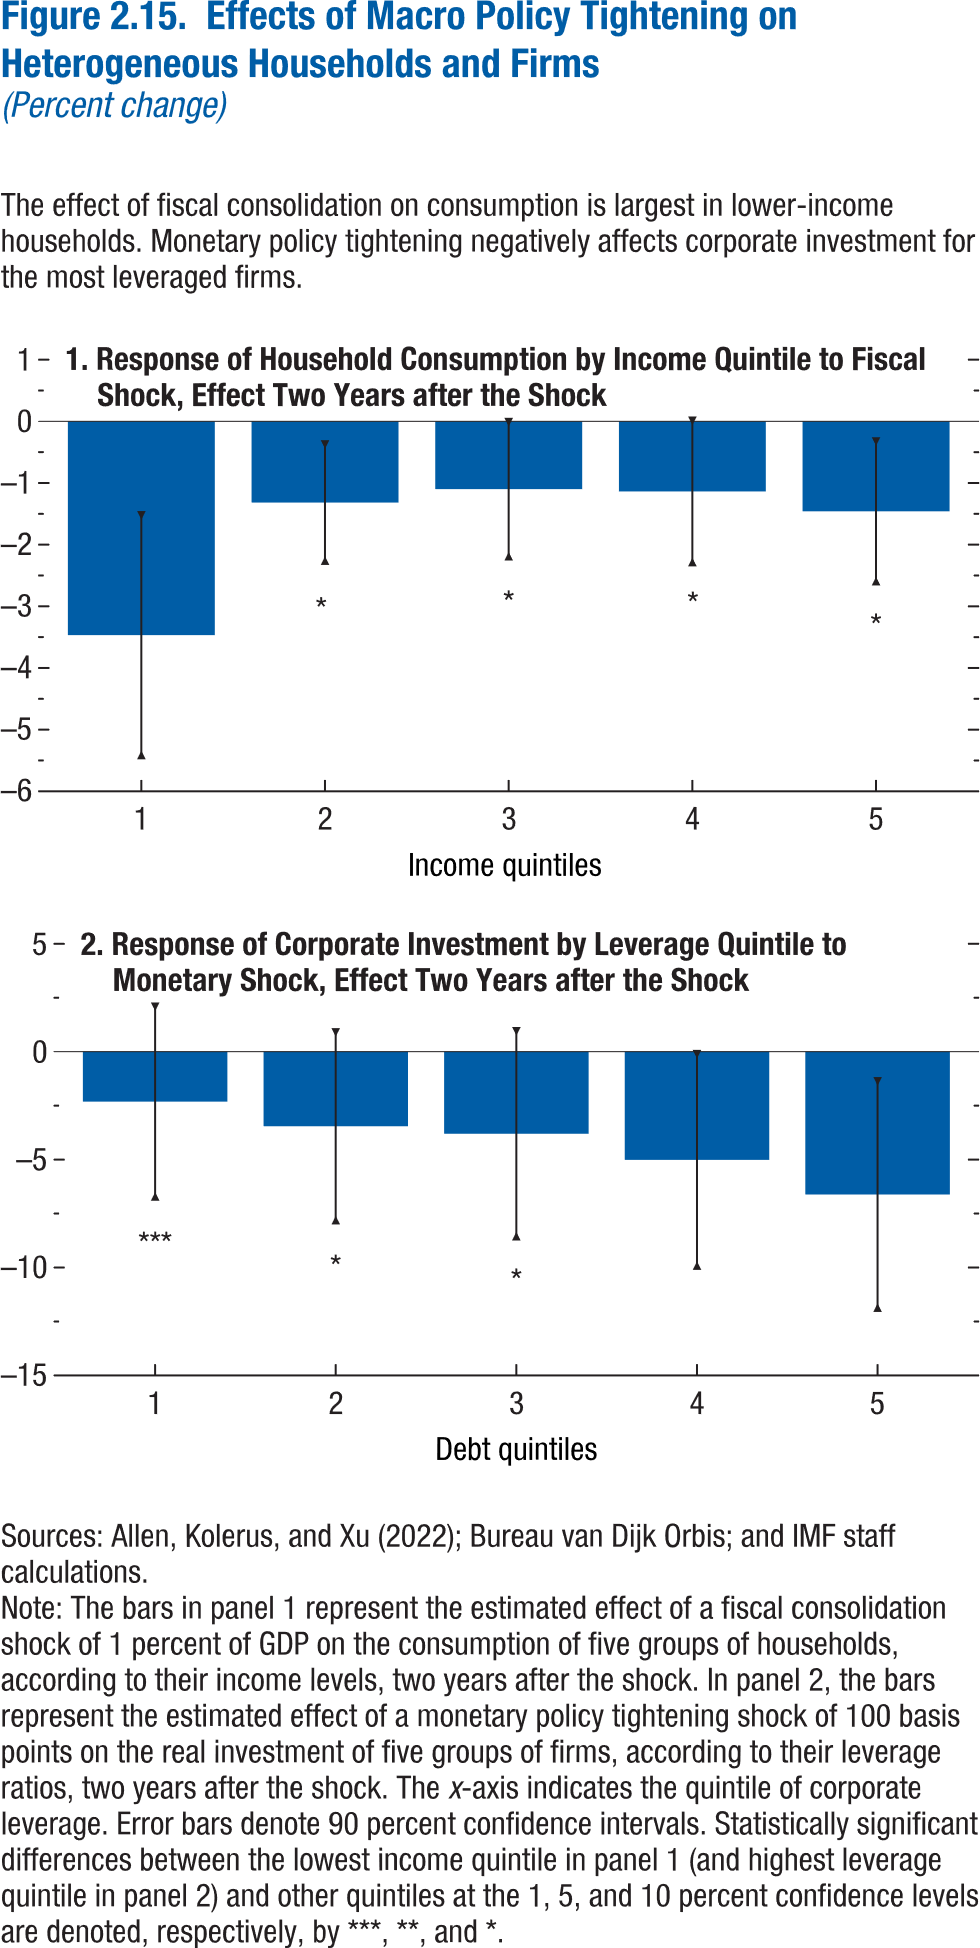 Figure 2.15. Effects of Macro Policy Tightening on
Heterogeneous Households and Firms
(Percent change)
The effect of fiscal consolidation on consumption is largest in lower-income
households. Monetary policy tightening negatively affects corporate investment for
the most leveraged firms.
1. Response of Household Consumption by Income Quintile to Fiscal
Shock, Effect Two Years after the Shock
1
0
–1
–2
–3
–4
–5
–6
*
*
*
*
1 2 3 4 5
Income quintiles
2. Response of Corporate Investment by Leverage Quintile to
Monetary Shock, Effect Two Years after the Shock
5
0
–5
–10
–15
***
*
*
1 2 3 4 5
Debt quintiles
Sources: Allen, Kolerus, and Xu (2022); Bureau van Dijk Orbis; and IMF staff
calculations.
Note: The bars in panel 1 represent the estimated effect of a fiscal consolidation
shock of 1 percent of GDP on the consumption of five groups of households,
according to their income levels, two years after the shock. In panel 2, the bars
represent the estimated effect of a monetary policy tightening shock of 100 basis
points on the real investment of five groups of firms, according to their leverage
ratios, two years after the shock. The x-axis indicates the quintile of corporate
leverage. Error bars denote 90 percent confidence intervals. Statistically significant
differences between the lowest income quintile in panel 1 (and highest leverage
quintile in panel 2) and other quintiles at the 1, 5, and 10 percent confidence levels
are denoted, respectively, by ***, **, and *.